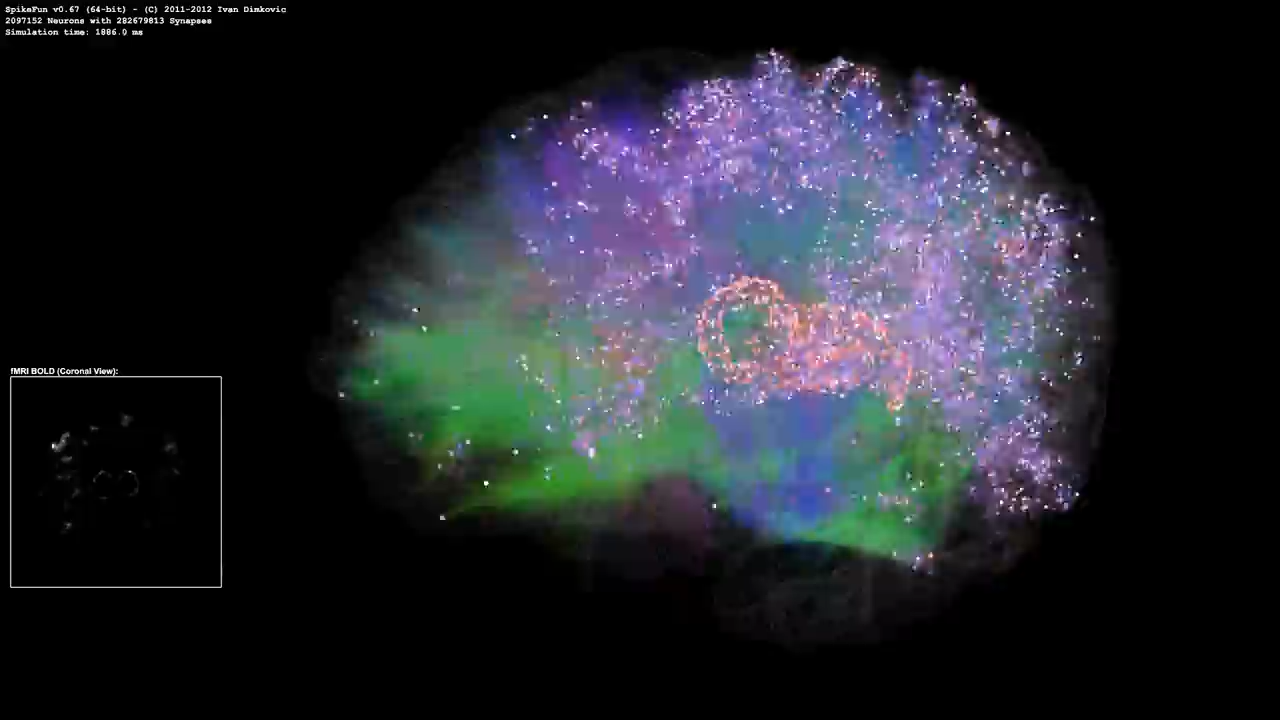 SpikeFun v0.67 (64-bit) - (C) 2011-2012 Ivan Dimkovic
2097152 Neurons with 282679813 Synapses
Simulation time: 1886.0 ms
fMRI BOLD (Coronal View):